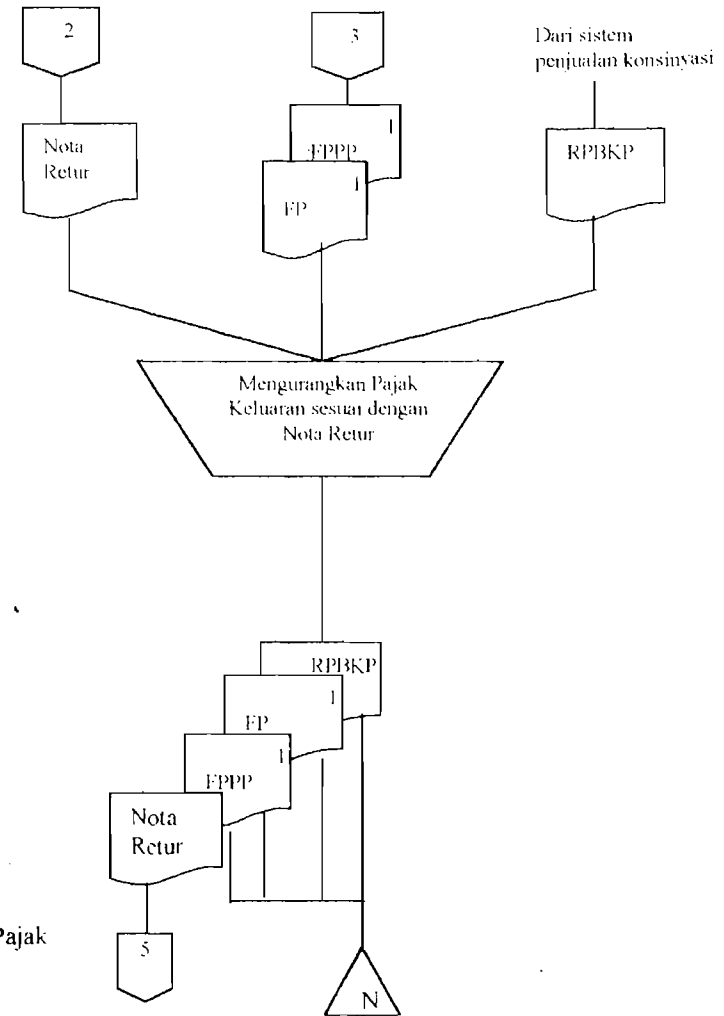 2
3
Dari sistem
penjualan konsinyasi
Nota
Retur
1
FPPP
1
FP
RPBKP
Mengurangkan Pajak
Keluaran sesuai dengan
Nota Retur
RPBKP
1
FP
1
FPPP
Nota
Retur
Pajak
5
N